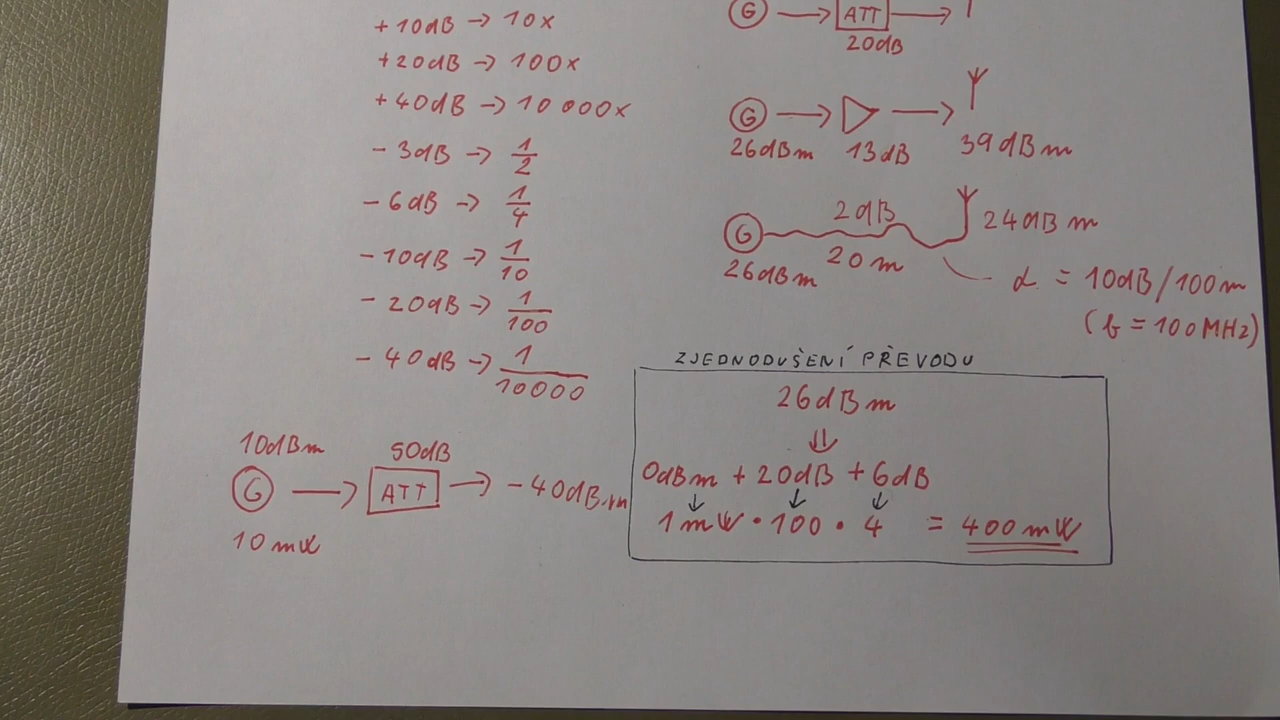 +10dB → 10x
+20dB → 100x
+40dB → 10 000x
-3dB → 1/2
-6dB → 1/4
-10dB → 1/10
-20dB → 1/100
-40dB → 1/10000
G → ATT →
20dB
G → ▷ →
26dBm 13dB 39dBm
2dB
G 24dBm
20m
26dBm
α = 10dB/100m
(f = 100MHz)
10dBm 50dB
G → ATT → -40dBm
10mW
ZJEDNODUŠENÍ PŘEVODU
26dBm
⇓
0dBm + 20dB + 6dB
↓ ↓ ↓
1mW · 100 · 4 = 400mW